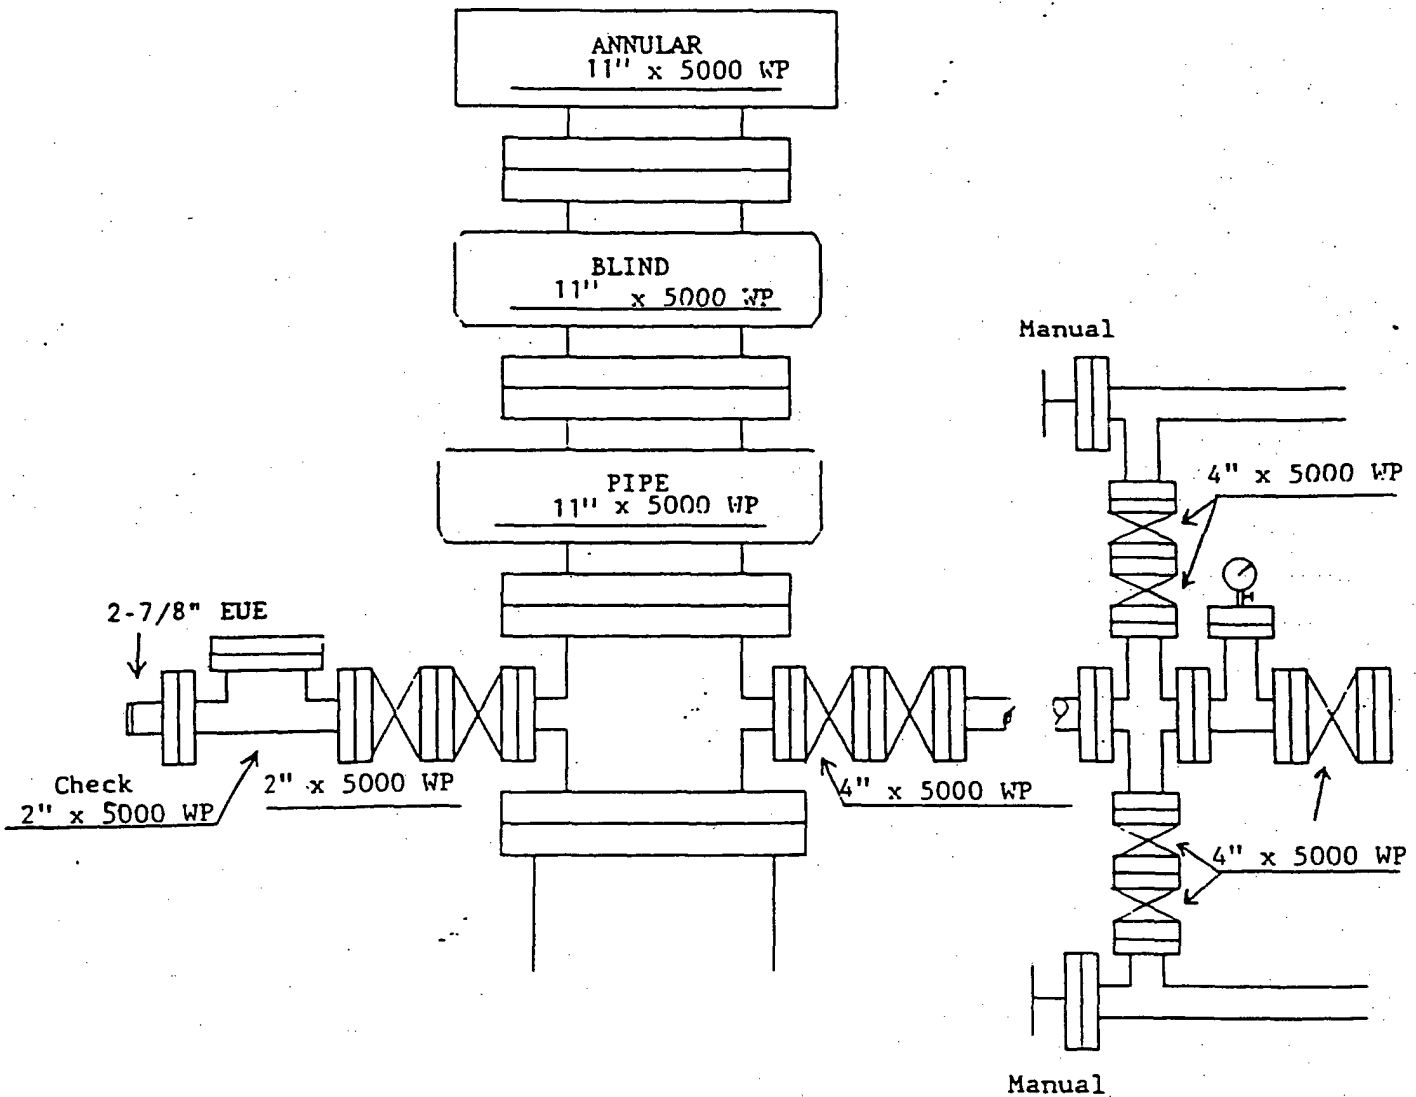 ANNULAR
11" x 5000 WP
BLIND
11" x 5000 WP
PIPE
11" x 5000 WP
Manual
4" x 5000 WP
2-7/8" EUE
Check
2" x 5000 WP
2" x 5000 WP
4" x 5000 WP
4" x 5000 WP
Manual